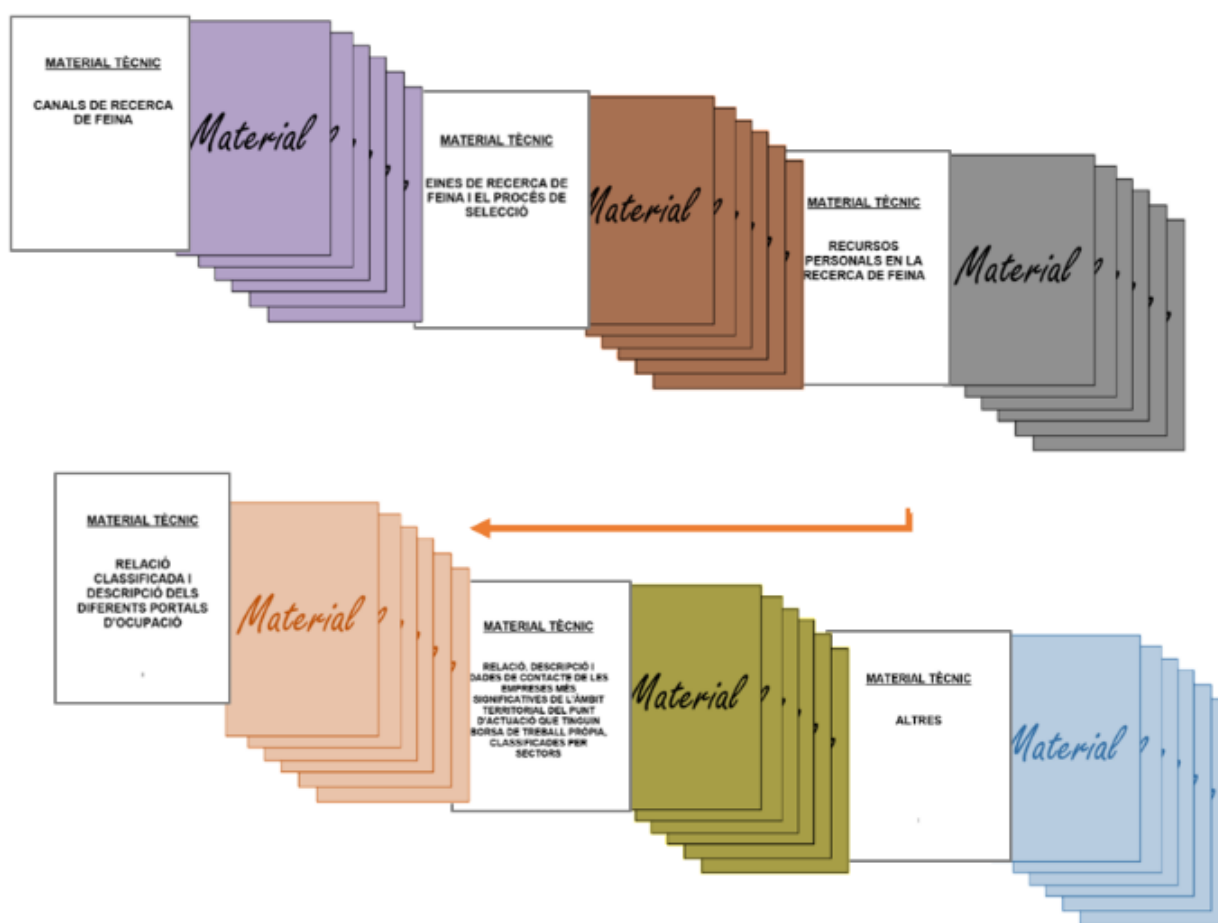 MATERIAL TÈCNIC
CANALS DE RECERCA
DE FEINA
Material
MATERIAL TÈCNIC
EINES DE RECERCA DE
FEINA I EL PROCÉS DE
SELECCIÓ
Material
MATERIAL TÈCNIC
RECURSOS
PERSONALS EN LA
RECERCA DE FEINA
Material
MATERIAL TÈCNIC
RELACIÓ
CLASSIFICADA I
DESCRIPCIÓ DELS
DIFERENTS PORTALS
D'OCUPACIÓ
Material
MATERIAL TÈCNIC
RELACIÓ, DESCRIPCIÓ I
DADES DE CONTACTE DE LES
EMPRESES MÉS
SIGNIFICATIVES DE L'ÀMBIT
TERRITORIAL DEL PUNT
D'ACTUACIÓ QUE TINGUIN
BORSA DE TREBALL PRÒPIA,
CLASSIFICADES PER
SECTORS
Material
MATERIAL TÈCNIC
ALTRES
Material